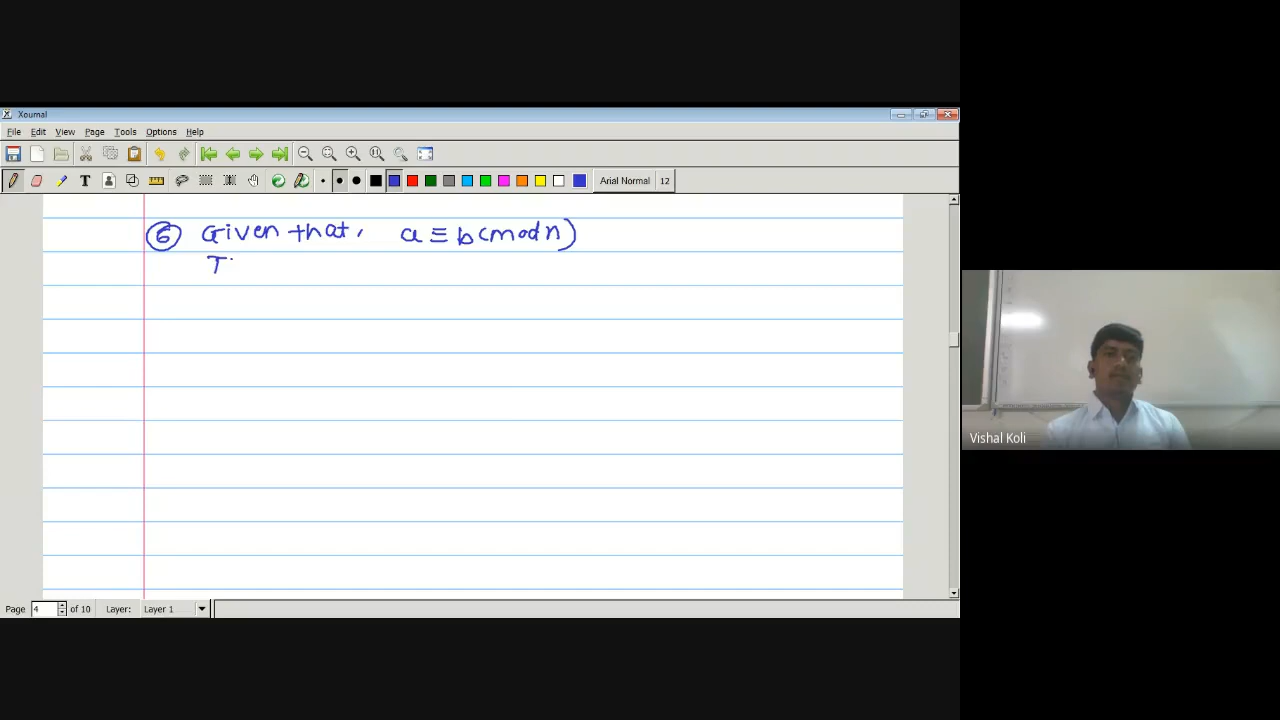 Xournal
File Edit View Page Tools Options Help
Arial Normal 12
⑥ Given that, a ≡ b (mod n)
T
Vishal Koli
Page 4 of 10 Layer: Layer 1